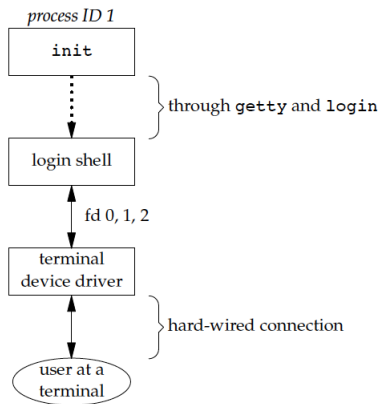 process ID 1
init
through getty and login
login shell
fd 0, 1, 2
terminal
device driver
hard-wired connection
user at a
terminal